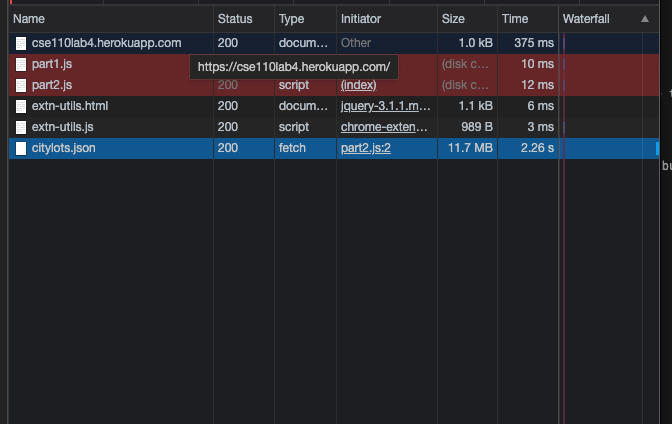 Name Status Type Initiator Size Time Waterfall
cse110lab4.herokuapp.com 200 docum... Other 1.0 kB 375 ms
part1.js (disk c... 10 ms
https://cse110lab4.herokuapp.com/
part2.js 200 script (index) (disk c... 12 ms
extn-utils.html 200 docum... jquery-3.1.1.m... 1.1 kB 6 ms
extn-utils.js 200 script chrome-exten... 989 B 3 ms
citylots.json 200 fetch part2.js:2 11.7 MB 2.26 s
bu